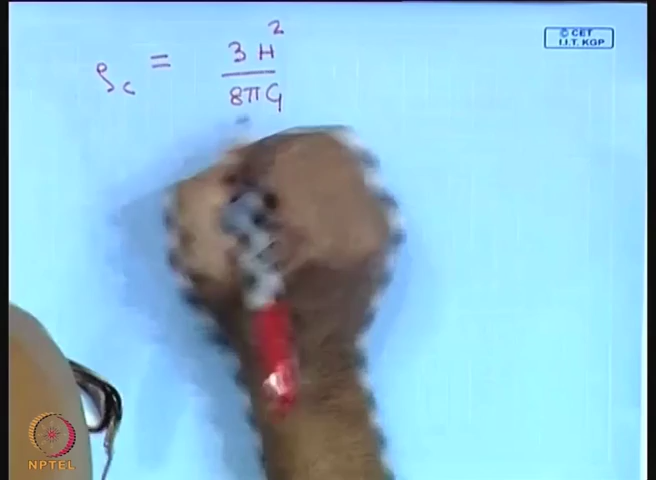 ρc = 3H² / 8πG
© CET
I.I.T. KGP
NPTEL